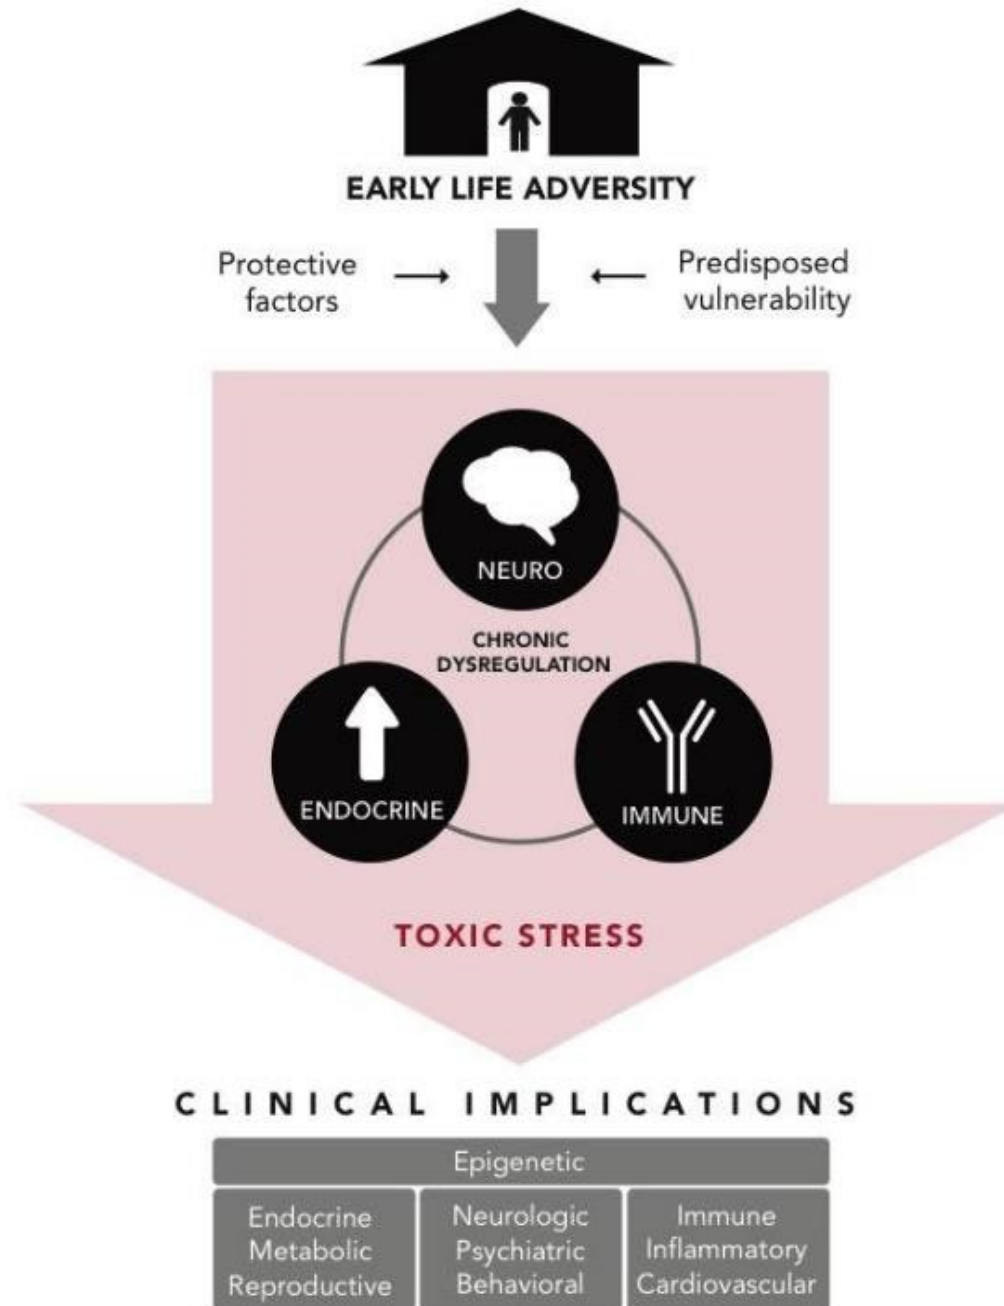 EARLY LIFE ADVERSITY
Protective
factors
Predisposed
vulnerability
NEURO
CHRONIC
DYSREGULATION
ENDOCRINE
IMMUNE
TOXIC STRESS
CLINICAL IMPLICATIONS
Epigenetic
Endocrine
Metabolic
Reproductive
Neurologic
Psychiatric
Behavioral
Immune
Inflammatory
Cardiovascular